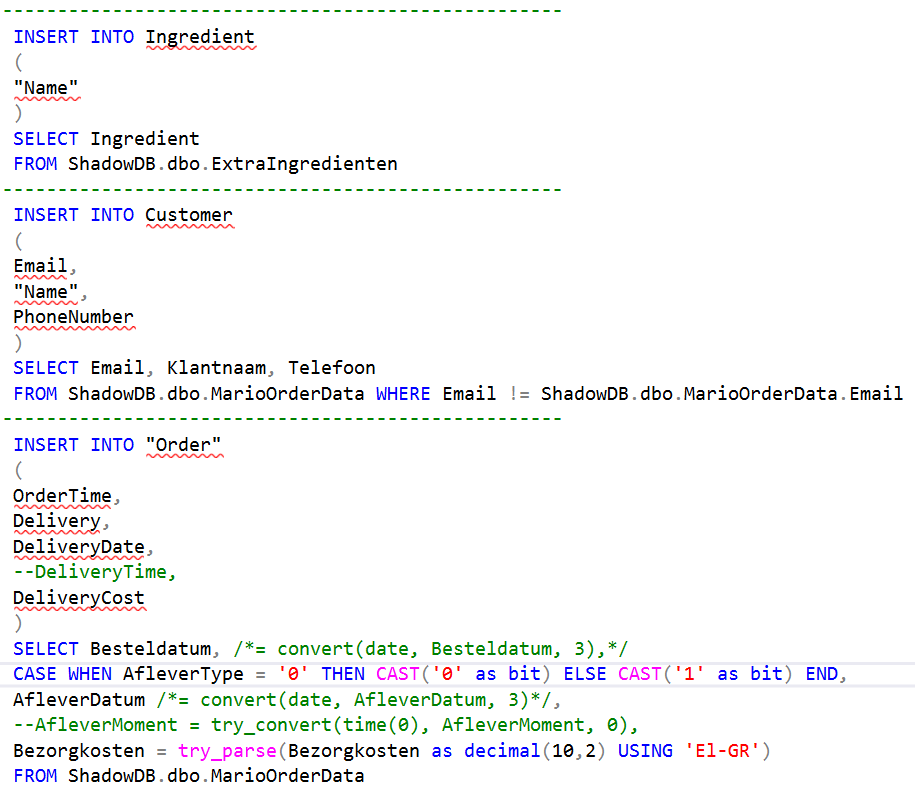 ---------------------------------------------------
INSERT INTO Ingredient
(
"Name"
)
SELECT Ingredient
FROM ShadowDB.dbo.ExtraIngredienten
---------------------------------------------------
INSERT INTO Customer
(
Email,
"Name",
PhoneNumber
)
SELECT Email, Klantnaam, Telefoon
FROM ShadowDB.dbo.MarioOrderData WHERE Email != ShadowDB.dbo.MarioOrderData.Email
---------------------------------------------------
INSERT INTO "Order"
(
OrderTime,
Delivery,
DeliveryDate,
--DeliveryTime,
DeliveryCost
)
SELECT Besteldatum, /*= convert(date, Besteldatum, 3),*/
CASE WHEN AfleverType = '0' THEN CAST('0' as bit) ELSE CAST('1' as bit) END,
AfleverDatum /*= convert(date, AfleverDatum, 3)*/,
--AfleverMoment = try_convert(time(0), AfleverMoment, 0),
Bezorgkosten = try_parse(Bezorgkosten as decimal(10,2) USING 'El-GR')
FROM ShadowDB.dbo.MarioOrderData